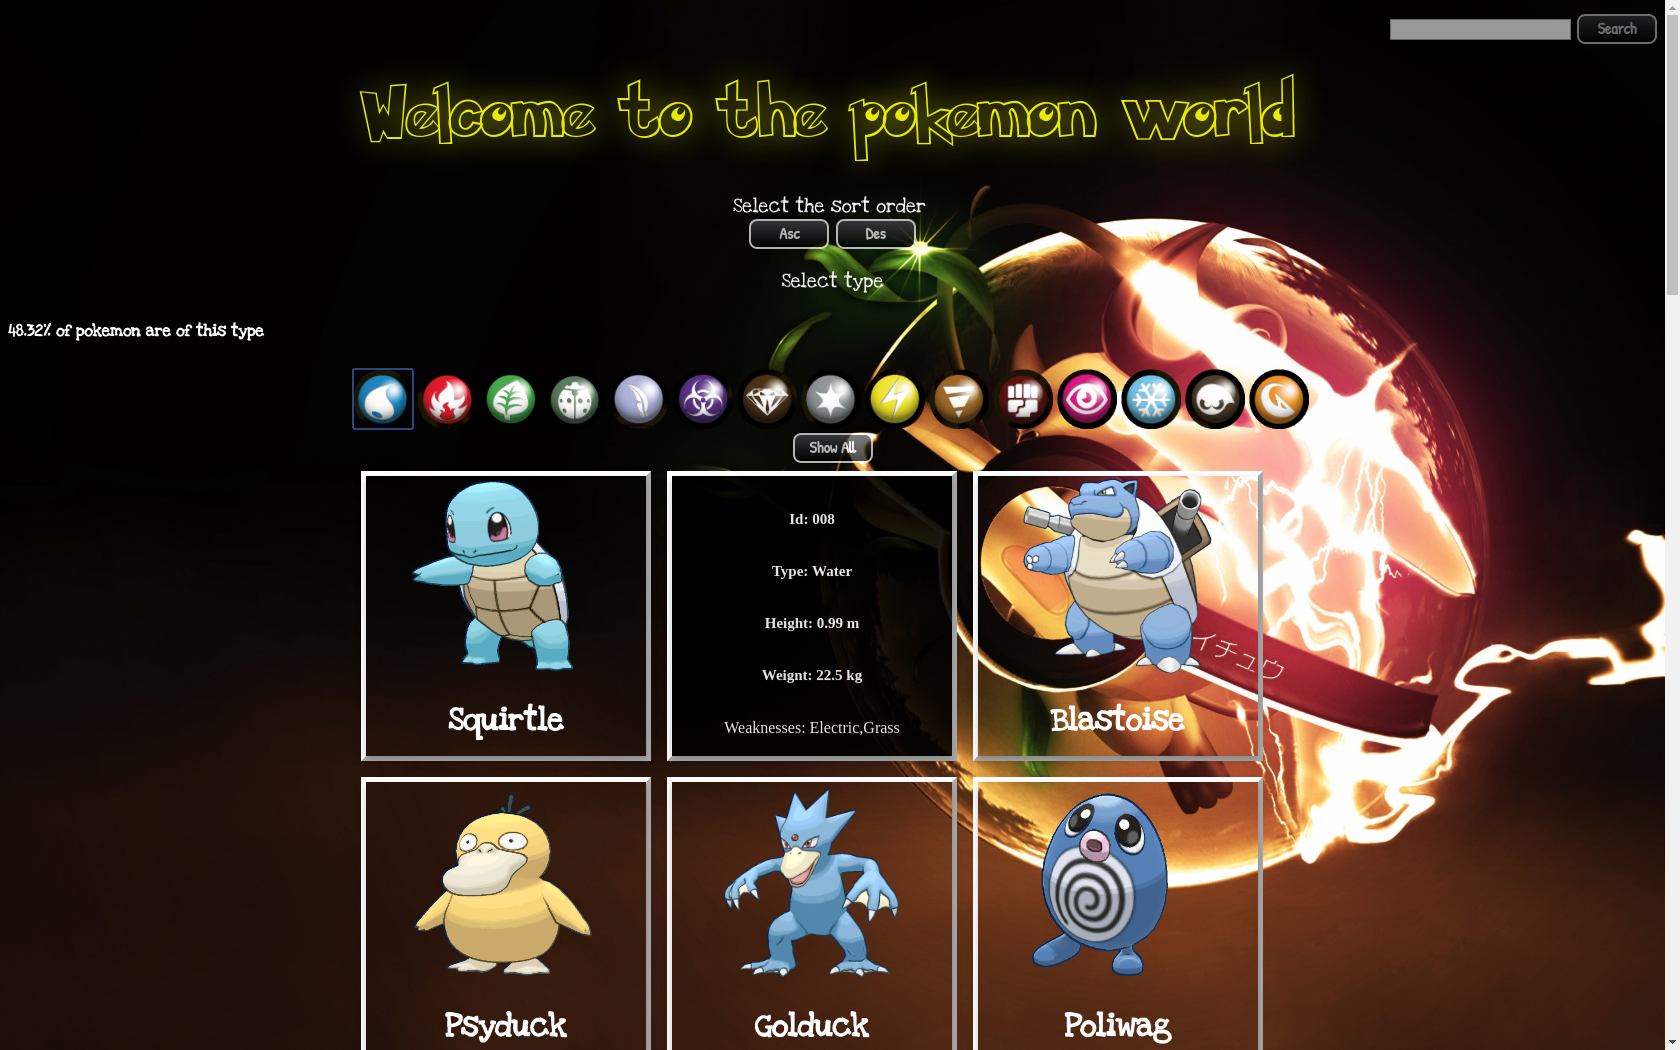 Search
Welcome to the pokemon world
Select the sort order
Asc Des
Select type
48.32% of pokemon are of this type
Show All
Id: 008
Type: Water
Height: 0.99 m
Weignt: 22.5 kg
Weaknesses: Electric,Grass
イチュウ
Squirtle
Blastoise
Psyduck
Golduck
Poliwag